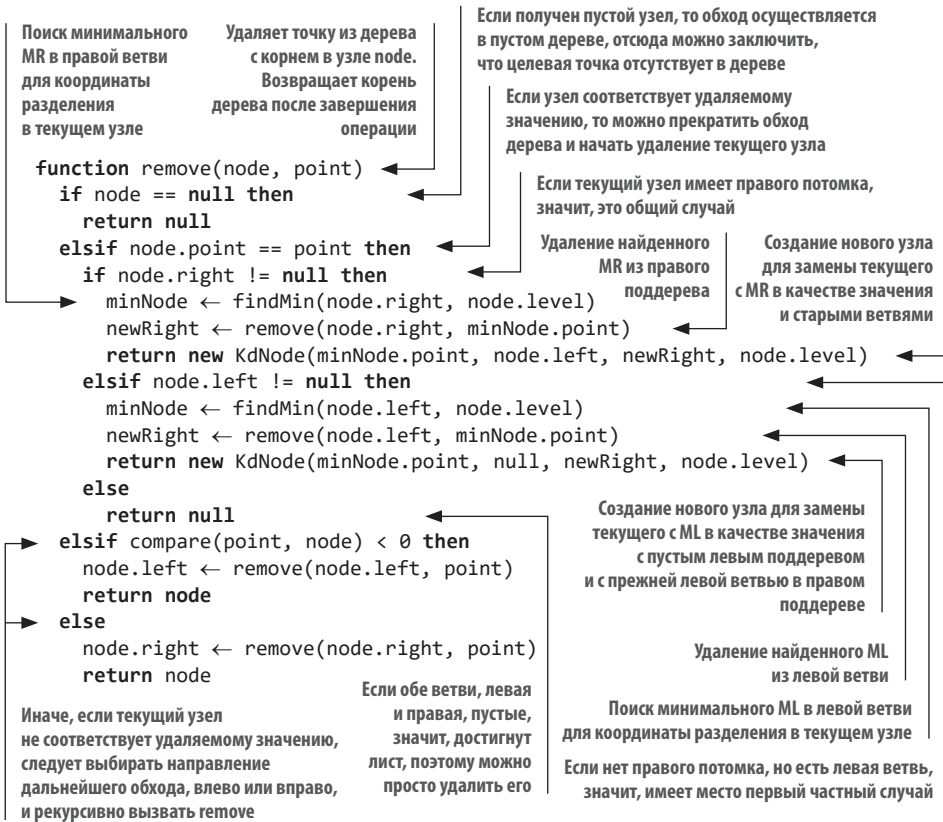 Поиск минимального
MR в правой ветви
для координаты
разделения
в текущем узле
Удаляет точку из дерева
с корнем в узле node.
Возвращает корень
дерева после завершения
операции
Если получен пустой узел, то обход осуществляется
в пустом дереве, отсюда можно заключить,
что целевая точка отсутствует в дереве
Если узел соответствует удаляемому
значению, то можно прекратить обход
дерева и начать удаление текущего узла
Если текущий узел имеет правого потомка,
значит, это общий случай
Удаление найденного
MR из правого
поддерева
Создание нового узла
для замены текущего
с MR в качестве значения
и старыми ветвями
function remove(node, point)
if node == null then
return null
elsif node.point == point then
if node.right != null then
minNode ← findMin(node.right, node.level)
newRight ← remove(node.right, minNode.point)
return new KdNode(minNode.point, node.left, newRight, node.level)
elsif node.left != null then
minNode ← findMin(node.left, node.level)
newRight ← remove(node.left, minNode.point)
return new KdNode(minNode.point, null, newRight, node.level)
else
return null
elsif compare(point, node) < 0 then
node.left ← remove(node.left, point)
return node
else
node.right ← remove(node.right, point)
return node
Создание нового узла для замены
текущего с ML в качестве значения
с пустым левым поддеревом
и с прежней левой ветвью в правом
поддереве
Удаление найденного ML
из левой ветви
Поиск минимального ML в левой ветви
для координаты разделения в текущем узле
Если нет правого потомка, но есть левая ветвь,
значит, имеет место первый частный случай
Если обе ветви, левая
и правая, пустые,
значит, достигнут
лист, поэтому можно
просто удалить его
Иначе, если текущий узел
не соответствует удаляемому значению,
следует выбирать направление
дальнейшего обхода, влево или вправо,
и рекурсивно вызвать remove